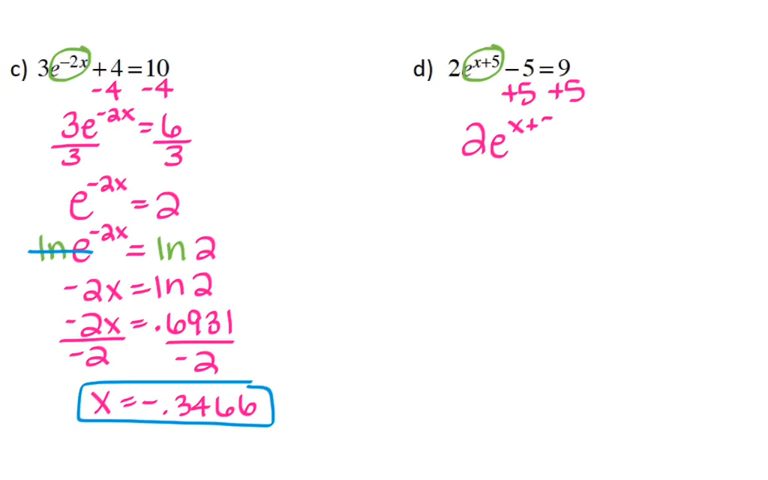 c) 3e^{-2x} + 4 = 10
-4 -4
3e^{-2x} = 6
3 3
e^{-2x} = 2
ln e^{-2x} = ln 2
-2x = ln 2
-2x = .6931
-2 -2
x = -.3466
d) 2e^{x+5} - 5 = 9
+5 +5
2e^{x+-}